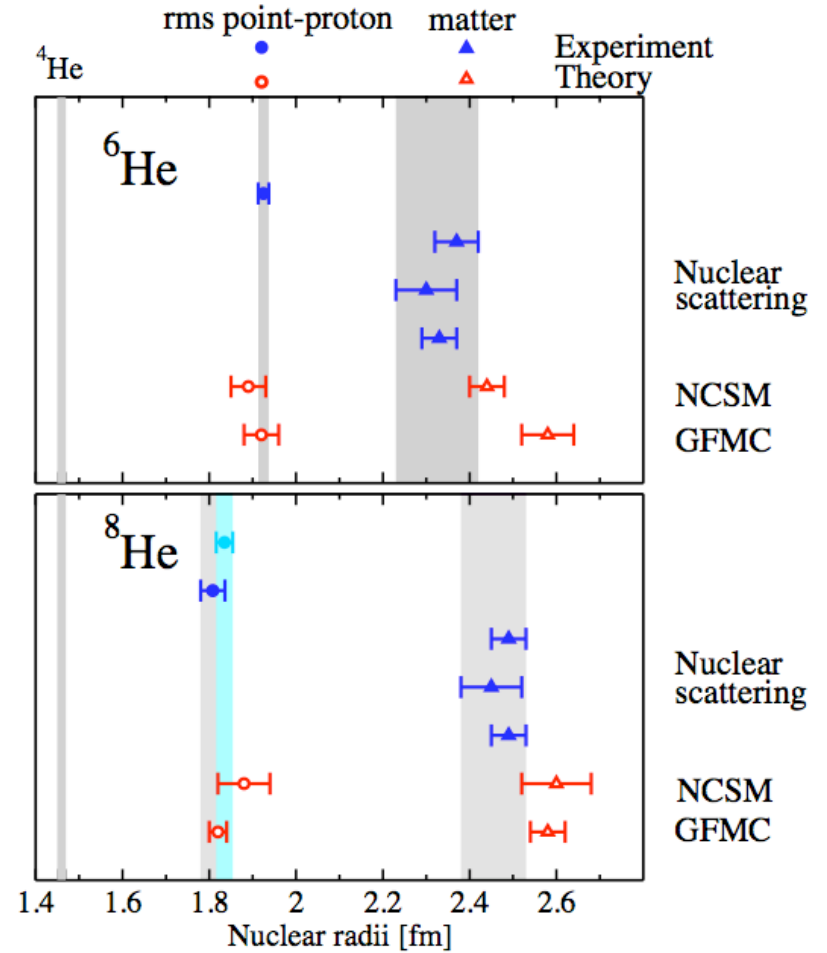 rms point-proton matter
Experiment
⁴He
Theory
⁶He
Nuclear
scattering
NCSM
GFMC
⁸He
Nuclear
scattering
NCSM
GFMC
1.4 1.6 1.8 2 2.2 2.4 2.6
Nuclear radii [fm]